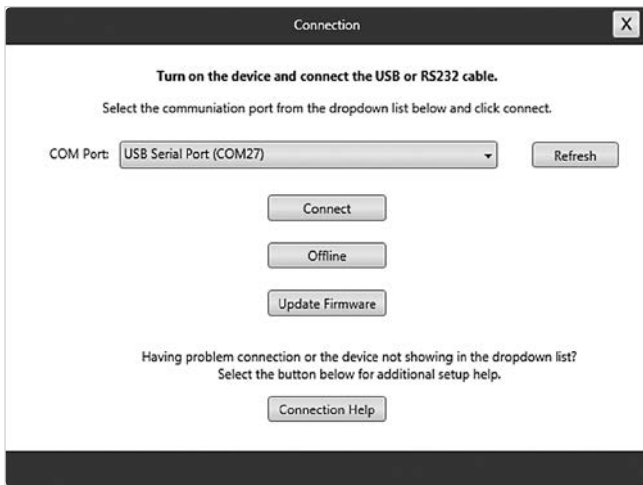 Connection
X
Turn on the device and connect the USB or RS232 cable.
Select the communiation port from the dropdown list below and click connect.
COM Port: USB Serial Port (COM27) Refresh
Connect
Offline
Update Firmware
Having problem connection or the device not showing in the dropdown list?
Select the button below for additional setup help.
Connection Help